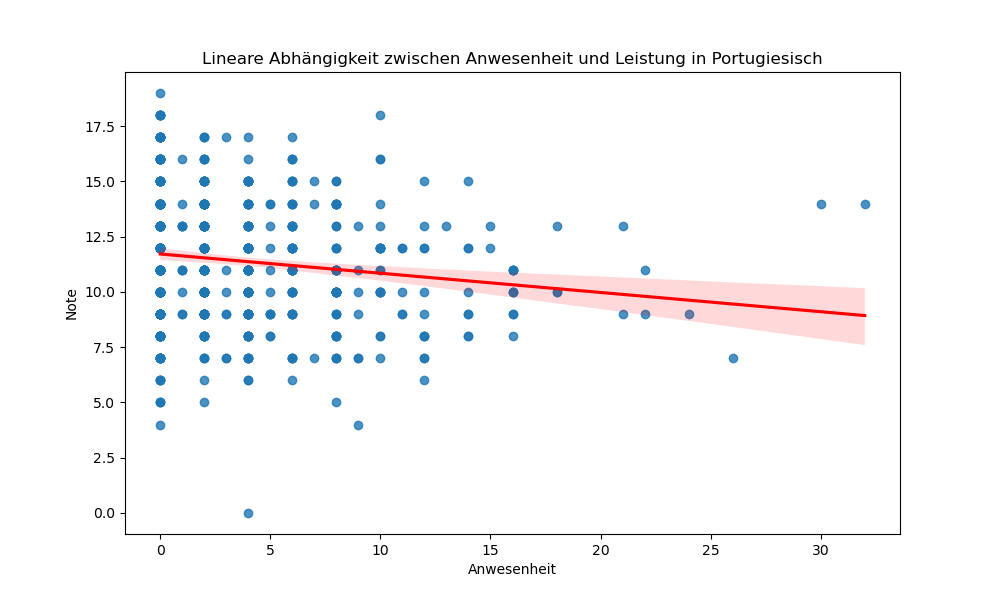 Lineare Abhängigkeit zwischen Anwesenheit und Leistung in Portugiesisch
17.5
15.0
12.5
10.0
7.5
5.0
2.5
0.0
Note
0 5 10 15 20 25 30
Anwesenheit